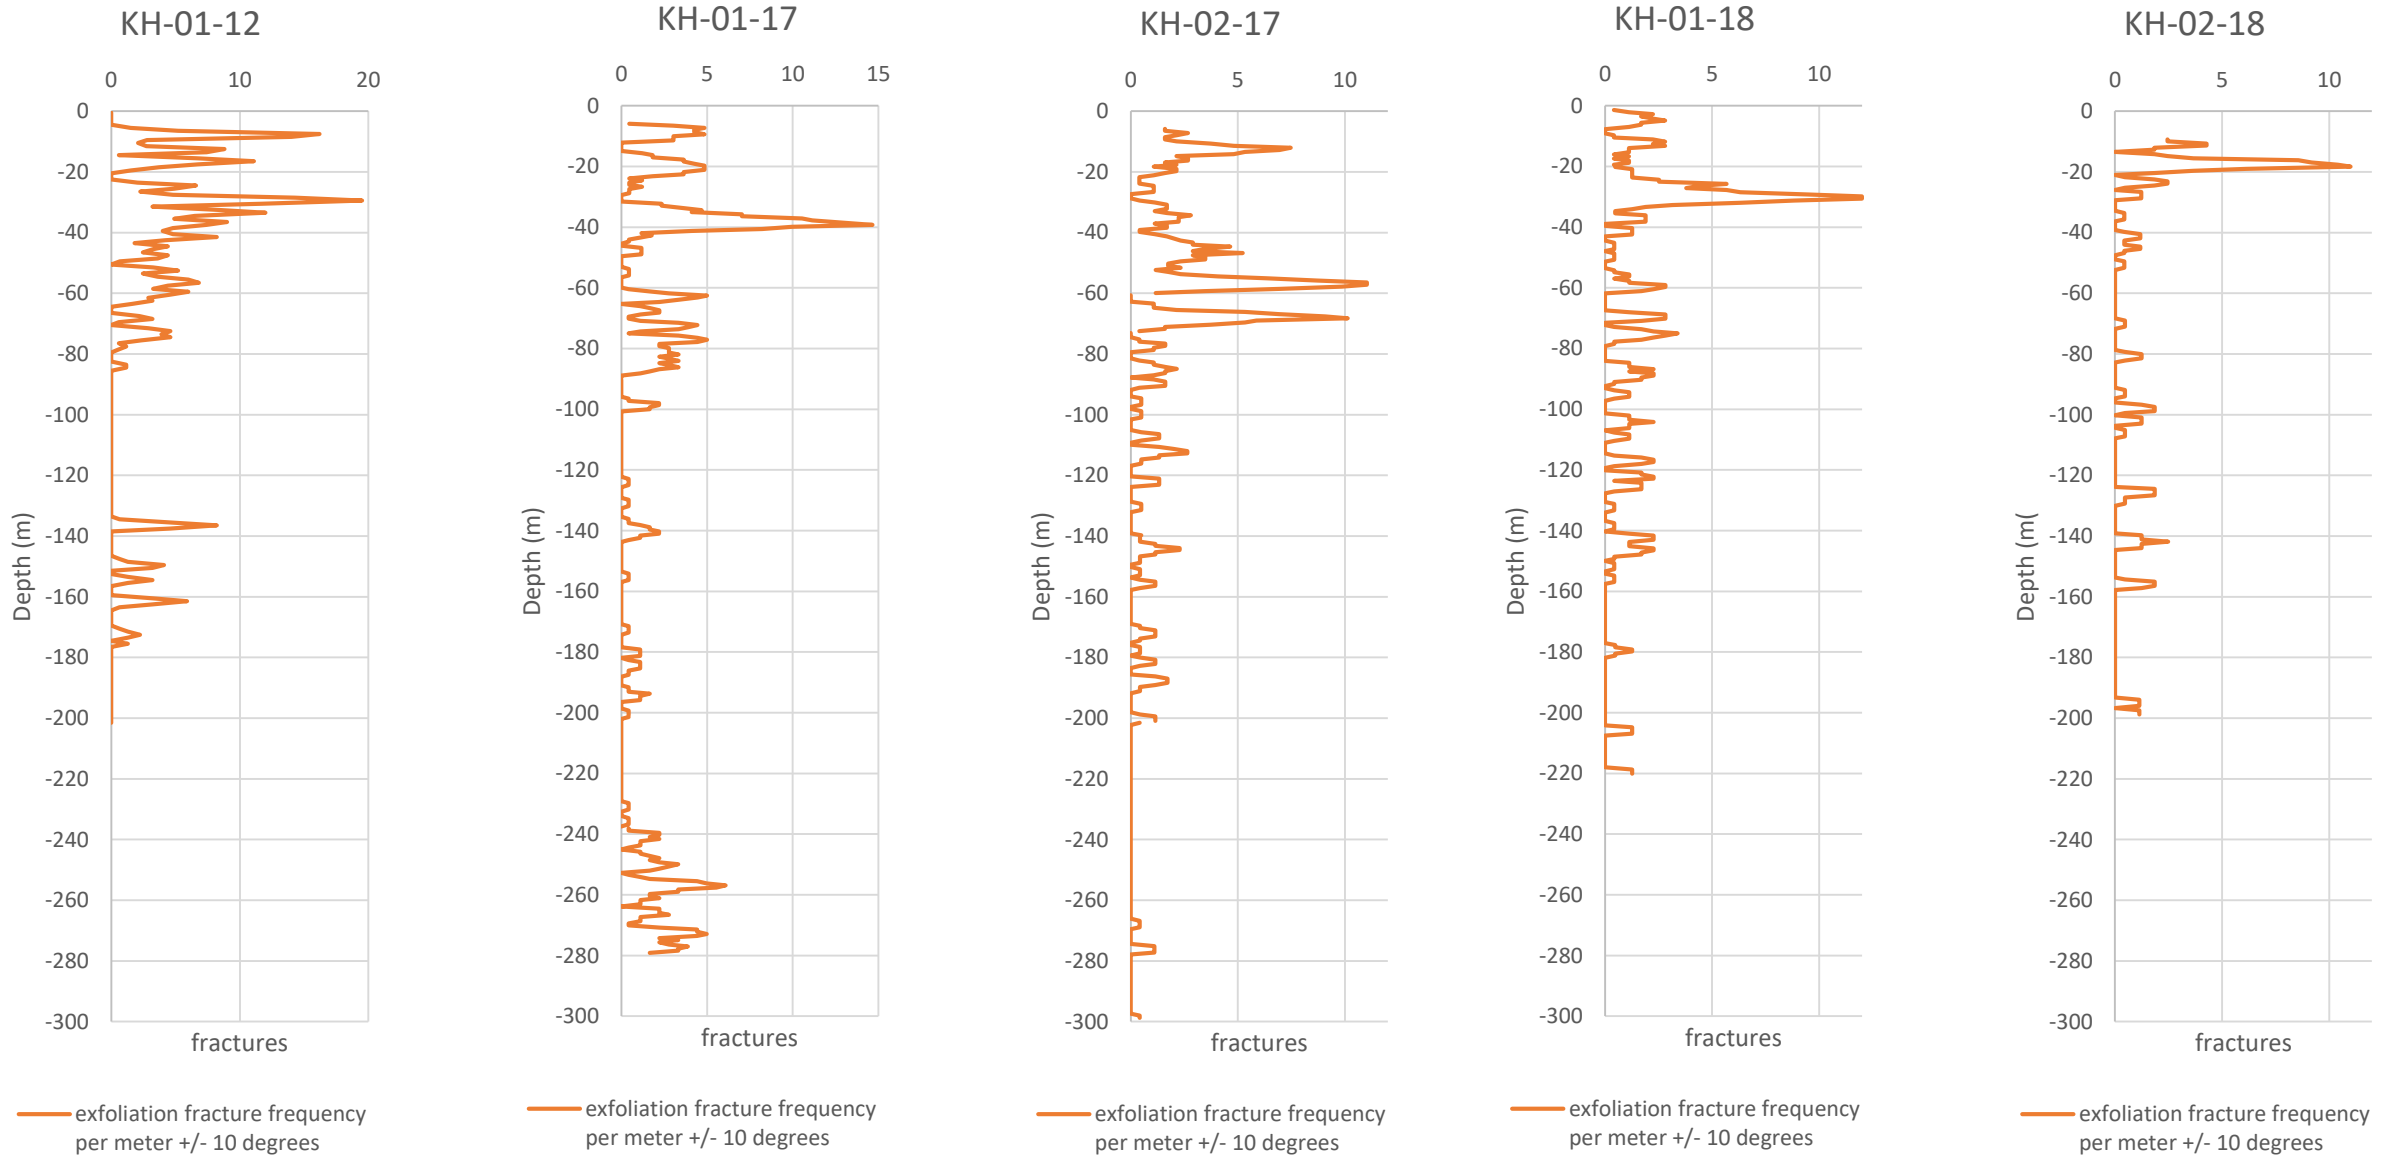 KH-01-12
0 10 20
0
-20
-40
-60
-80
-100
-120
-140
-160
-180
-200
-220
-240
-260
-280
-300
Depth (m)
fractures
exfoliation fracture frequency
per meter +/- 10 degrees
KH-01-17
0 5 10 15
0
-20
-40
-60
-80
-100
-120
-140
-160
-180
-200
-220
-240
-260
-280
-300
Depth (m)
fractures
exfoliation fracture frequency
per meter +/- 10 degrees
KH-02-17
0 5 10
0
-20
-40
-60
-80
-100
-120
-140
-160
-180
-200
-220
-240
-260
-280
-300
Depth (m)
fractures
exfoliation fracture frequency
per meter +/- 10 degrees
KH-01-18
0 5 10
0
-20
-40
-60
-80
-100
-120
-140
-160
-180
-200
-220
-240
-260
-280
-300
Depth (m)
fractures
exfoliation fracture frequency
per meter +/- 10 degrees
KH-02-18
0 5 10
0
-20
-40
-60
-80
-100
-120
-140
-160
-180
-200
-220
-240
-260
-280
-300
Depth (m(
fractures
exfoliation fracture frequency
per meter +/- 10 degrees